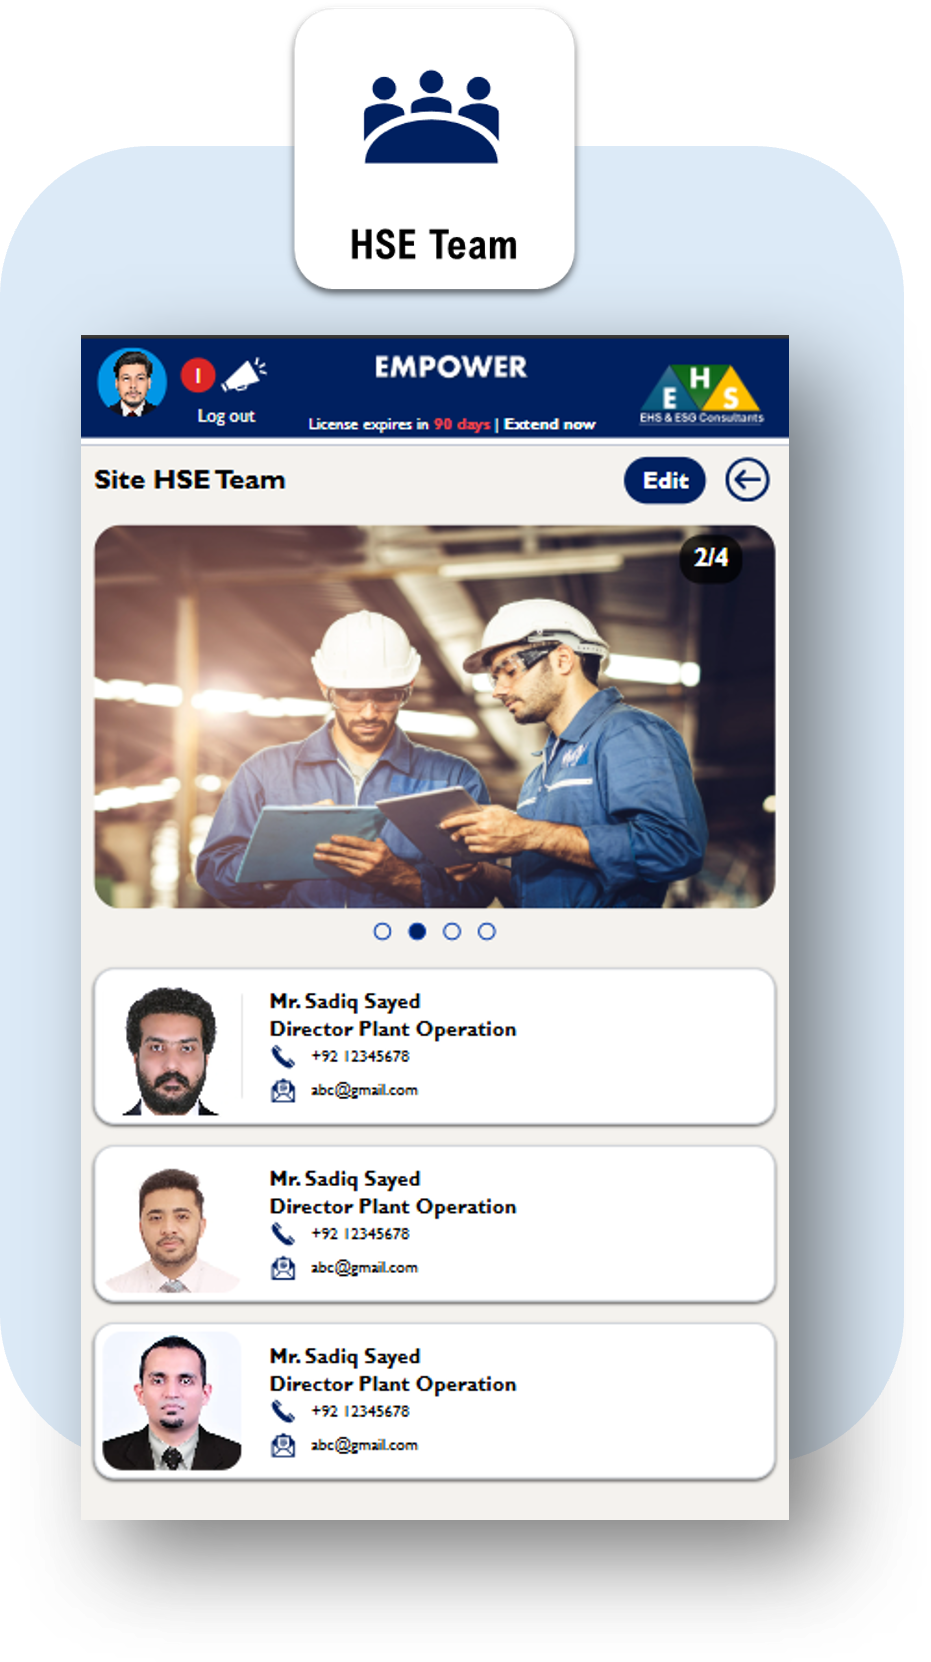 HSE Team
EMPOWER
Log out
License expires in 90 days | Extend now
E H S
EHS & ESG Consultants
Site HSE Team
Edit
2/4
Mr. Sadiq Sayed
Director Plant Operation
+92 12345678
abc@gmail.com
Mr. Sadiq Sayed
Director Plant Operation
+92 12345678
abc@gmail.com
Mr. Sadiq Sayed
Director Plant Operation
+92 12345678
abc@gmail.com